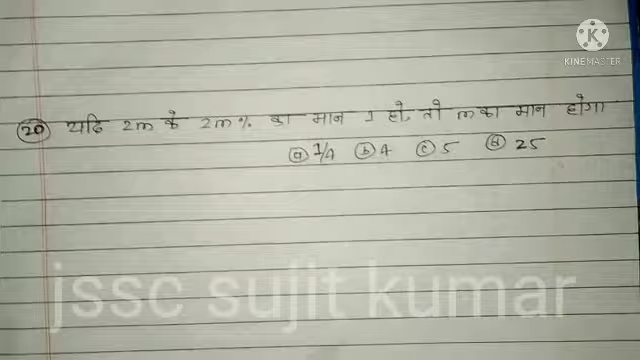 K
KINEMASTER
(20) यदि 2m के 2m% का मान 1 हो, तो m का मान होगा
(a) 1/4 (b) 4 (c) 5 (d) 25
jssc sujit kumar